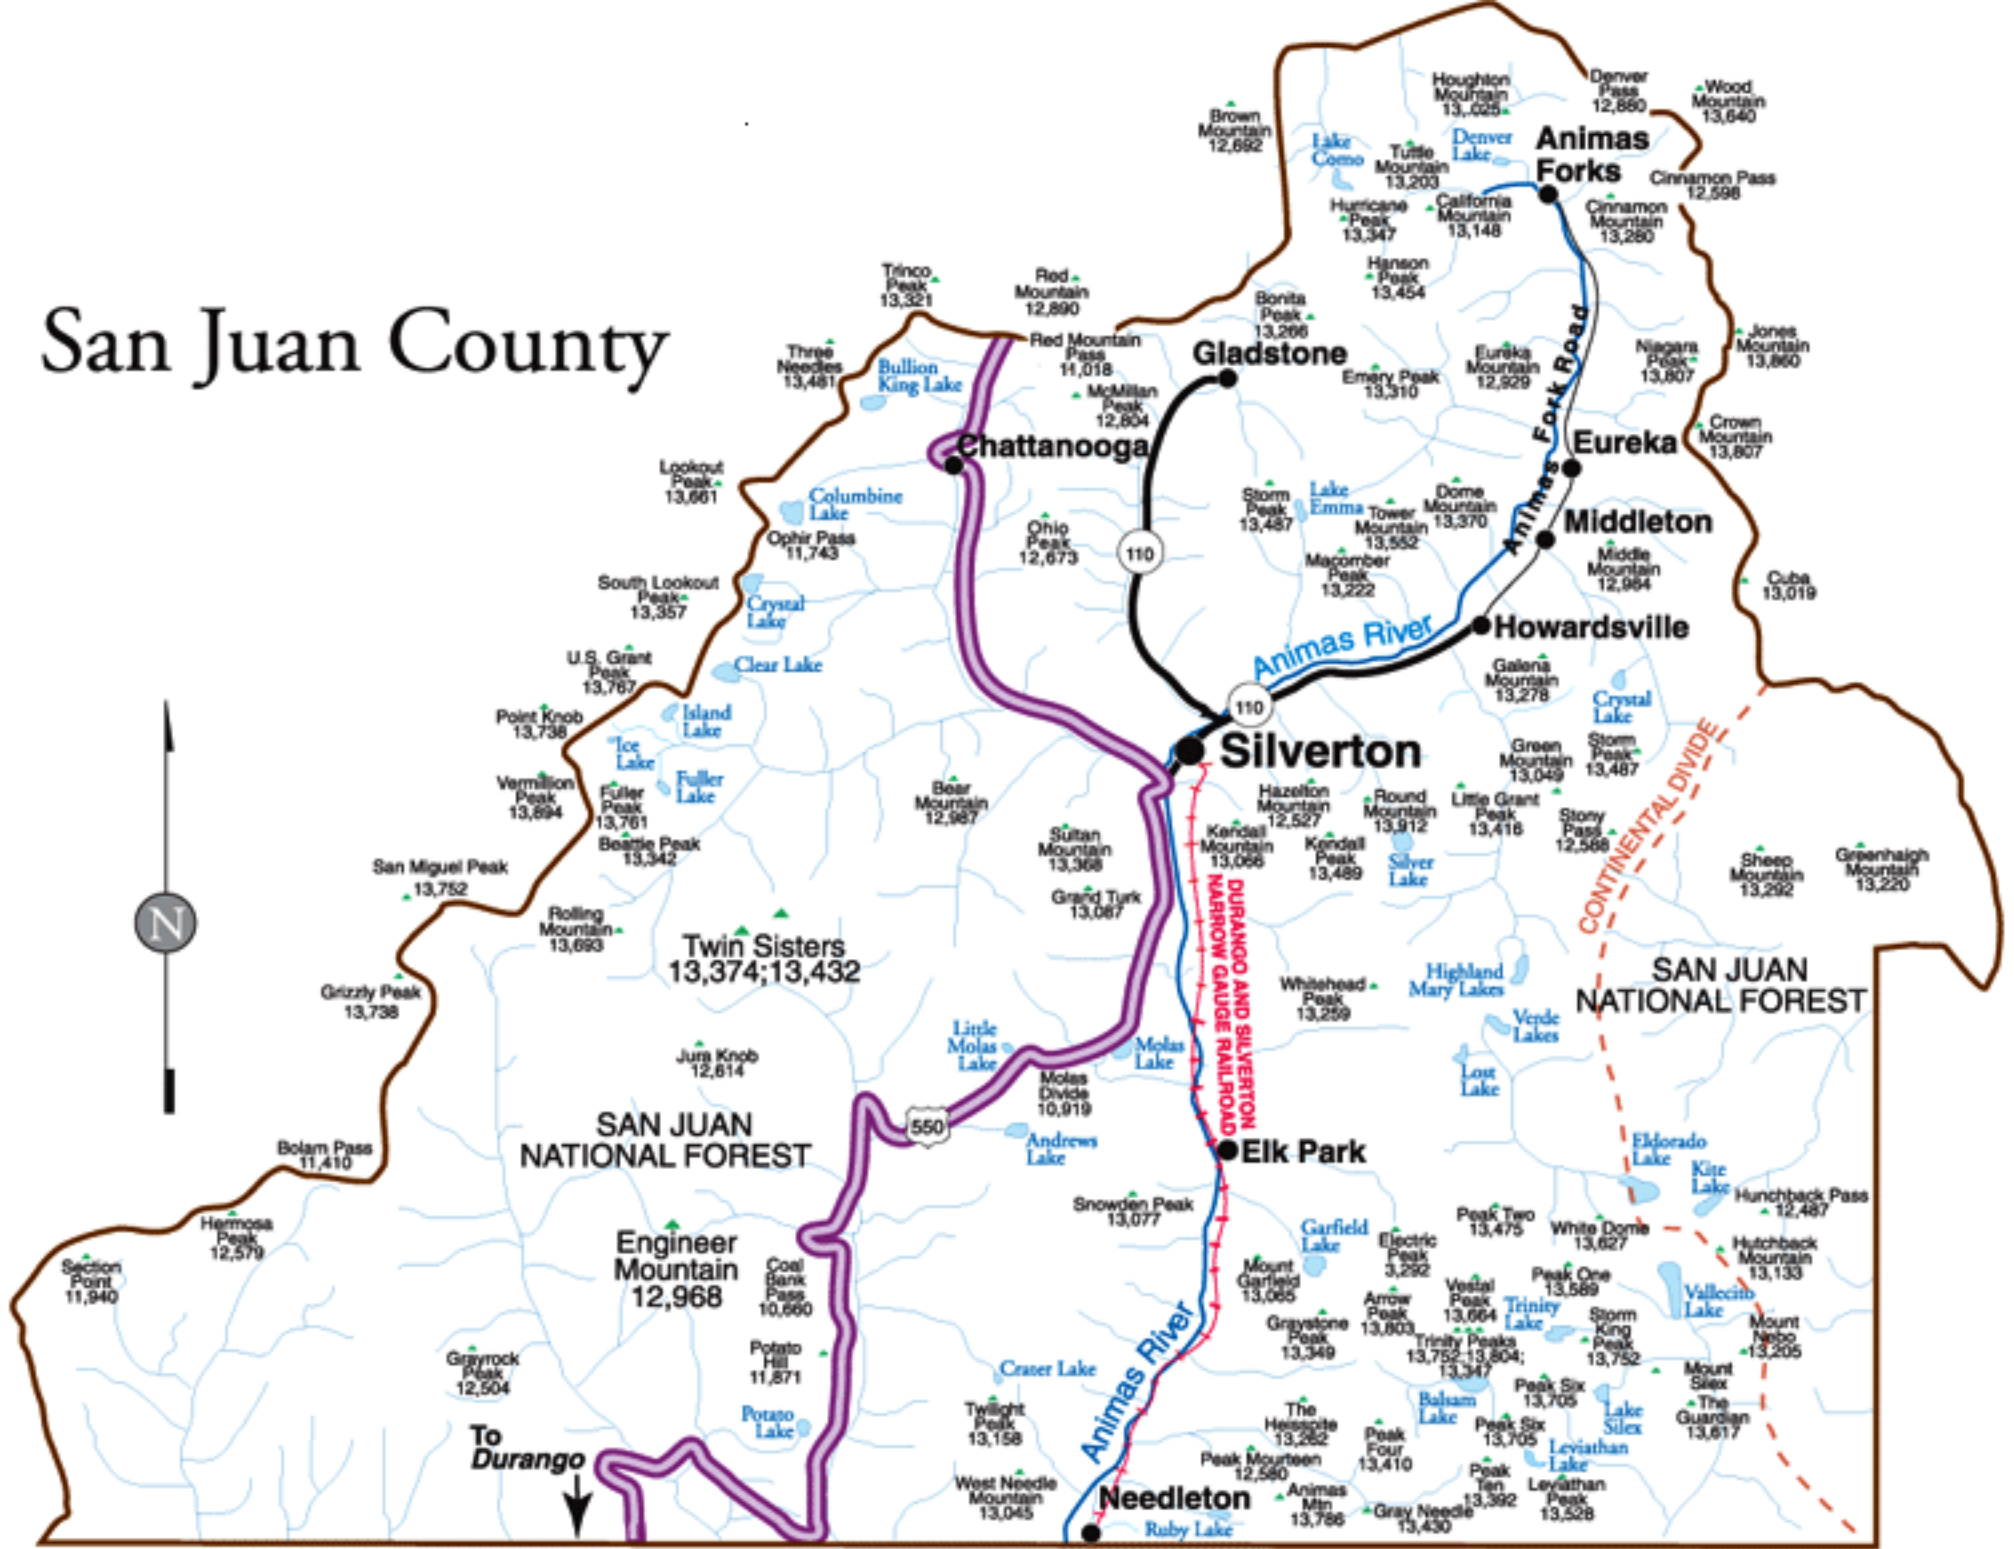 San Juan County
Houghton
Mountain
13,.025
Denver
Pass
12,880
Wood
Mountain
13,640
Brown
Mountain
12,692
Lake
Como
Tuttle
Mountain
13,203
Denver
Lake
Animas
Forks
Cinnamon Pass
12,598
Hurricane
Peak
13,347
California
Mountain
13,148
Cinnamon
Mountain
13,280
Hanson
Peak
13,454
Trinco
Peak
13,321
Red
Mountain
12,890
Bonita
Peak
13,266
Red Mountain
Pass
11,018
Three
Needles
13,481
Bullion
King Lake
Gladstone
McMillan
Peak
12,804
Emery Peak
13,310
Eureka
Mountain
12,929
Animas Fork Road
Niagara
Peak
13,807
Jones
Mountain
13,860
Crown
Mountain
13,807
Chattanooga
Eureka
Lookout
Peak
13,661
Columbine
Lake
Ophir Pass
11,743
Ohio
Peak
12,673
110
Storm
Peak
13,487
Lake
Emma
Tower
Mountain
13,552
Dome
Mountain
13,370
Middleton
Macomber
Peak
13,222
Middle
Mountain
12,984
Cuba
13,019
South Lookout
Peak
13,357
Crystal
Lake
U.S. Grant
Peak
13,767
Clear Lake
Animas River
Howardsville
Galena
Mountain
13,278
Crystal
Lake
110
Point Knob
13,738
Island
Lake
Ice
Lake
Fuller
Lake
Silverton
Green
Mountain
13,049
Storm
Peak
13,487
CONTINENTAL DIVIDE
Vermillion
Peak
13,894
Fuller
Peak
13,761
Beattie Peak
13,342
Bear
Mountain
12,987
Sultan
Mountain
13,368
Grand Turk
13,087
Hazelton
Mountain
12,527
Kendall
Mountain
13,066
Kendall
Peak
13,489
Round
Mountain
13,912
Silver
Lake
Little Grant
Peak
13,416
Stony
Pass
12,588
Sheep
Mountain
13,292
Greenhaigh
Mountain
13,220
San Miguel Peak
13,752
Rolling
Mountain
13,693
Twin Sisters
13,374;13,432
DURANGO AND SILVERTON
NARROW GAUGE RAILROAD
N
Grizzly Peak
13,738
Whitehead
Peak
13,259
Highland
Mary Lakes
Verde
Lakes
SAN JUAN
NATIONAL FOREST
Jura Knob
12,614
Little
Molas
Lake
Molas
Lake
Molas
Divide
10,919
Lost
Lake
SAN JUAN
NATIONAL FOREST
550
Andrews
Lake
Elk Park
Bolam Pass
11,410
Eldorado
Lake
Kite
Lake
Hunchback Pass
12,487
Hermosa
Peak
12,579
Section
Point
11,940
Engineer
Mountain
12,968
Coal
Bank
Pass
10,660
Snowden Peak
13,077
Garfield
Lake
Mount
Garfield
13,065
Electric
Peak
3,292
Peak Two
13,475
White Dome
13,627
Hutchback
Mountain
13,133
Arrow
Peak
13,803
Vestal
Peak
13,664
Peak One
13,589
Trinity
Lake
Vallecito
Lake
Graystone
Peak
13,349
Trinity Peaks
13,752;13,804;
13,347
Storm
King
Peak
13,752
Mount
Nebo
13,205
Grayrock
Peak
12,504
Potato
Hill
11,871
Potato
Lake
Crater Lake
Animas River
Twilight
Peak
13,158
The
Heisspite
13,262
Balsam
Lake
Peak Six
13,705
Lake
Silex
Mount
Silex
The
Guardian
13,617
Peak
Four
13,410
Peak Six
13,705
Leviathan
Lake
To
Durango
Peak Mourteen
12,580
West Needle
Mountain
13,045
Needleton
Ruby Lake
Animas
Mtn
13,786
Gray Needle
13,430
Peak
Ten
13,392
Leviathan
Peak
13,528